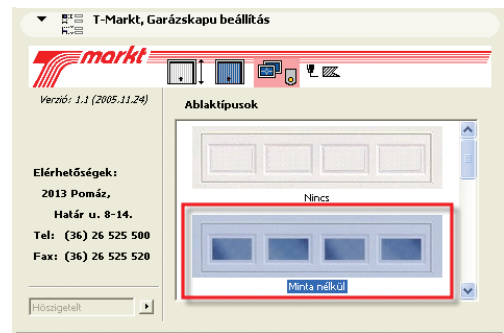 T-Markt, Garázskapu beállítás
T markt
Verzió: 1.1 (2005.11.24)
Ablaktípusok
Elérhetőségek:
2013 Pomáz,
Határ u. 8-14.
Tel: (36) 26 525 500
Fax: (36) 26 525 520
Hőszigetelt
Nincs
Minta nélkül